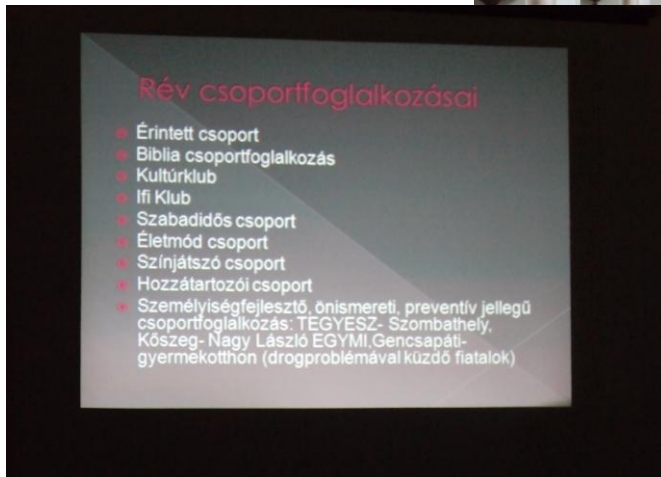 Rév csoportfoglalkozásai
Érintett csoport
Biblia csoportfoglalkozás
Kultúrklub
Ifi Klub
Szabadidős csoport
Életmód csoport
Színjátszó csoport
Hozzátartozói csoport
Személyiségfejlesztő, önismereti, preventív jellegű
csoportfoglalkozás: TEGYESZ- Szombathely,
Kőszeg- Nagy László EGYMI,Gencsapáti-
gyermekotthon (drogproblémával küzdő fiatalok)